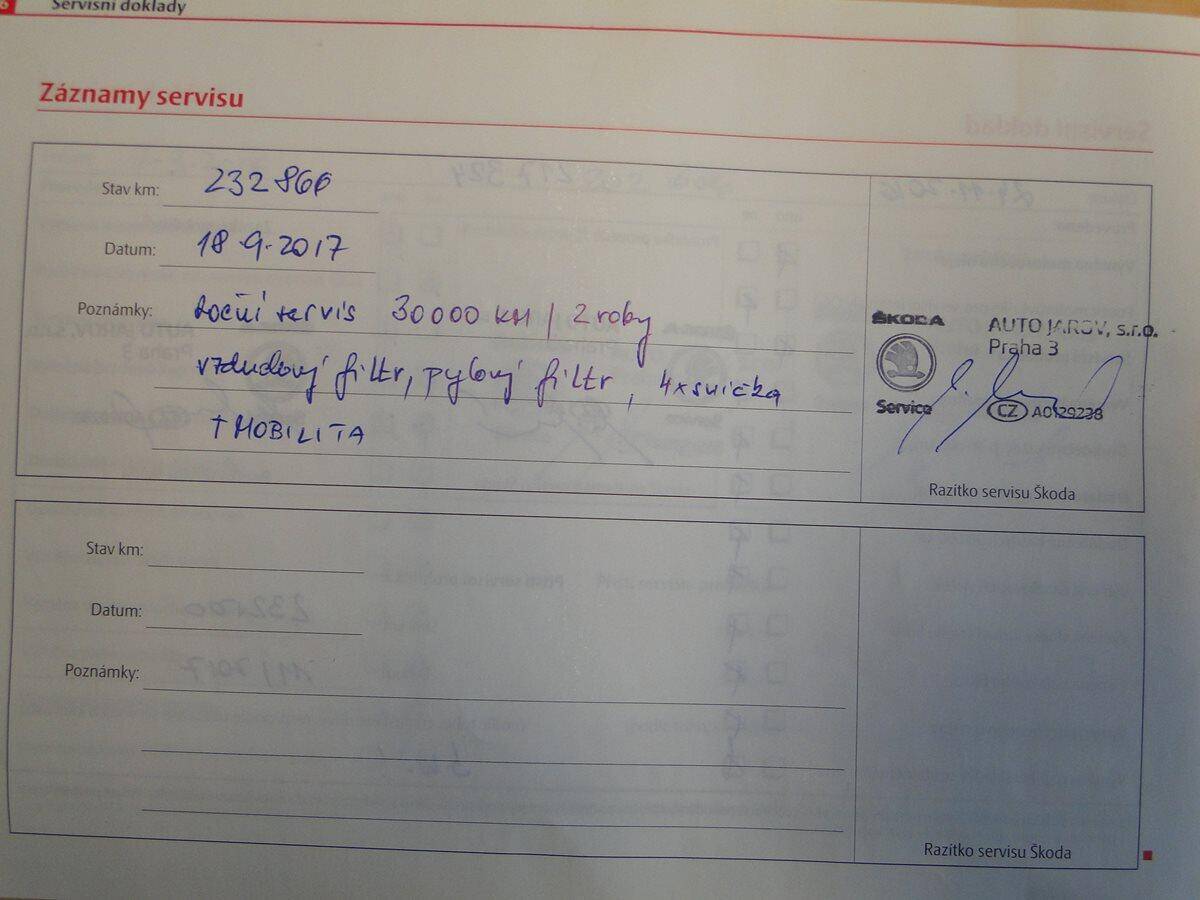 Servisní doklady
Záznamy servisu
Stav km: 232 866
Datum: 18.9.2017
Poznámky: Roční servis 30000 KM / 2 roky
vzduchový filtr, pylový filtr, 4x svíčka
+ MOBILITA
ŠKODA
Service
AUTO JAROV, s.r.o.
Praha 3
CZ
Razítko servisu Škoda
Stav km:
Datum:
Poznámky:
Razítko servisu Škoda